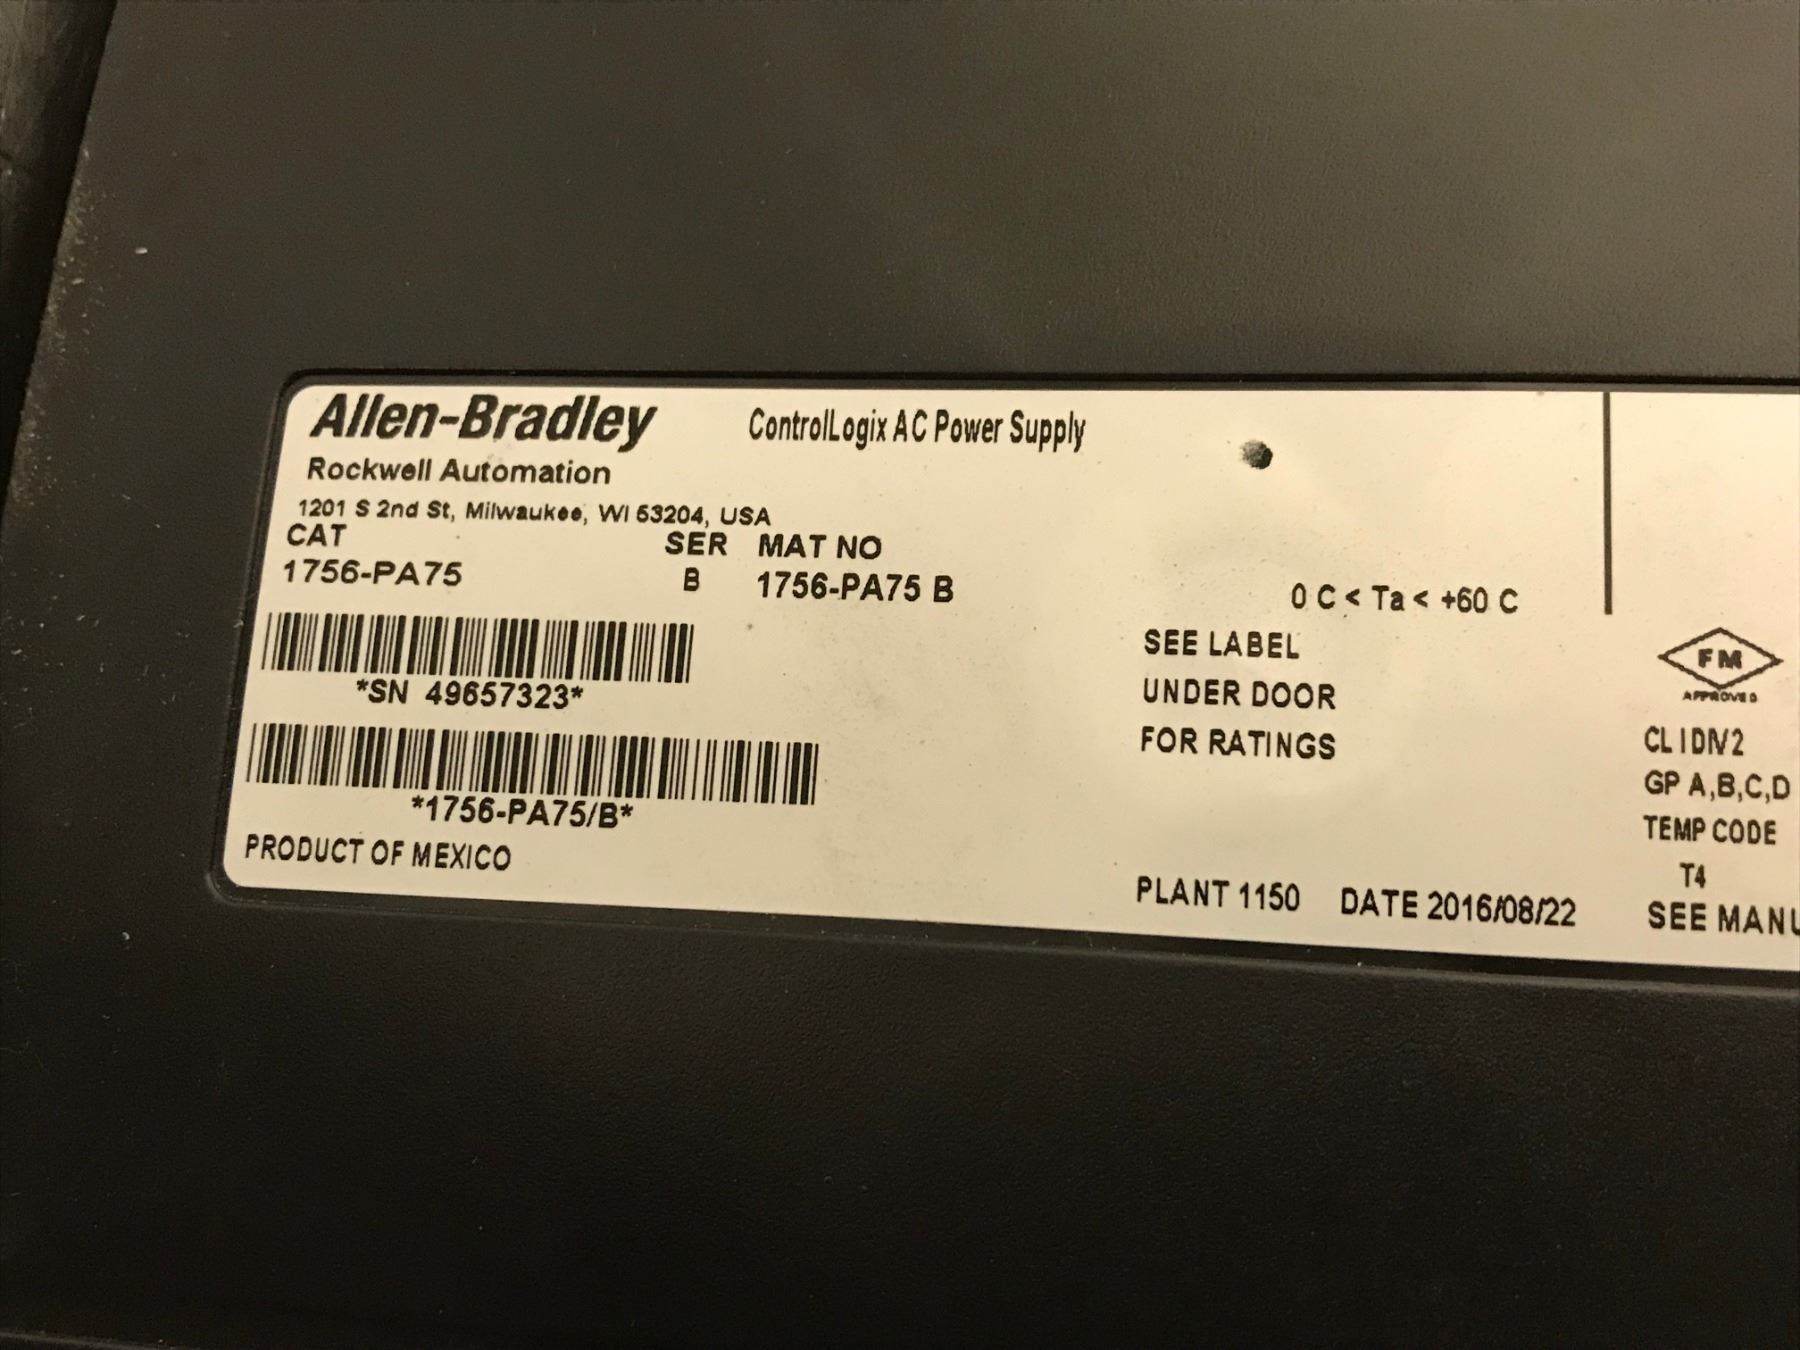 Allen-Bradley
ControlLogix AC Power Supply
Rockwell Automation
1201 S 2nd St, Milwaukee, WI 53204, USA
CAT SER MAT NO
1756-PA75 B 1756-PA75 B
*SN 49657323*
*1756-PA75/B*
PRODUCT OF MEXICO
0 C < Ta < +60 C
SEE LABEL
UNDER DOOR
FOR RATINGS
PLANT 1150 DATE 2016/08/22
FM
APPROVED
CL I DIV 2
GP A,B,C,D
TEMP CODE
T4
SEE MANU